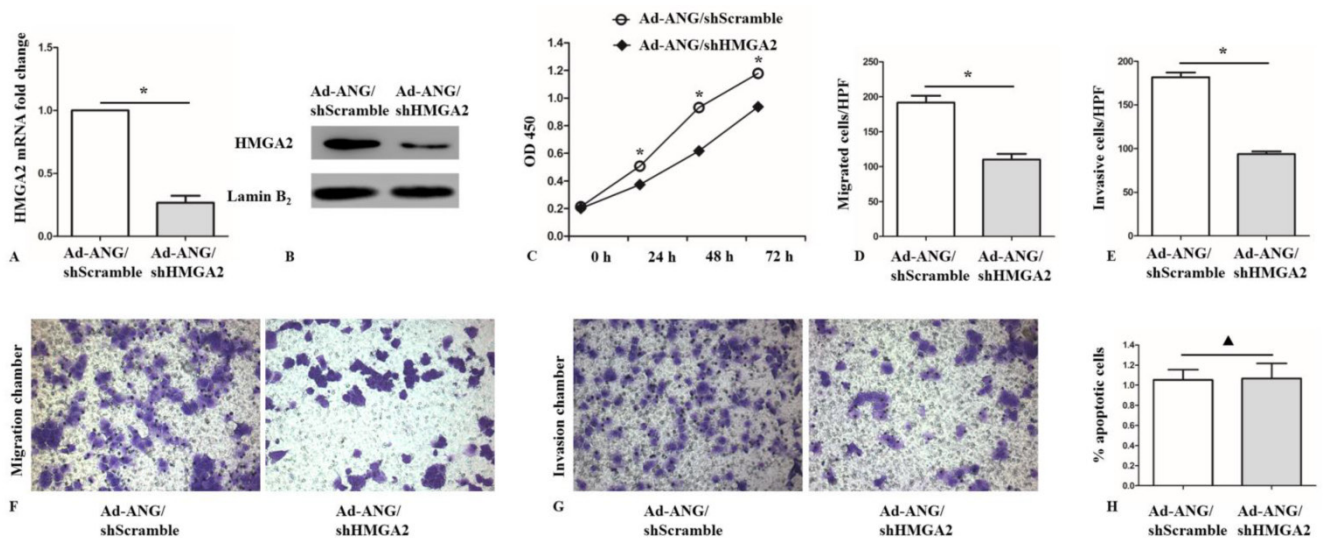 HMGA2 mRNA fold change
1.5
1.0
0.5
0.0
*
Ad-ANG/
shScramble
Ad-ANG/
shHMGA2
A
Ad-ANG/
shScramble
Ad-ANG/
shHMGA2
HMGA2
Lamin B₂
B
Ad-ANG/shScramble
Ad-ANG/shHMGA2
OD 450
1.4
1.2
1.0
0.8
0.6
0.4
0.2
0.0
*
*
*
0 h
24 h
48 h
72 h
C
Migrated cells/HPF
250
200
150
100
50
0
*
Ad-ANG/
shScramble
Ad-ANG/
shHMGA2
D
Invasive cells/HPF
200
150
100
50
0
*
Ad-ANG/
shScramble
Ad-ANG/
shHMGA2
E
Migration chamber
F
Ad-ANG/
shScramble
Ad-ANG/
shHMGA2
Invasion chamber
G
Ad-ANG/
shScramble
Ad-ANG/
shHMGA2
% apoptotic cells
1.4
1.2
1.0
1.2
0.6
0.4
0.2
0.0
▲
Ad-ANG/
shScramble
Ad-ANG/
shHMGA2
H